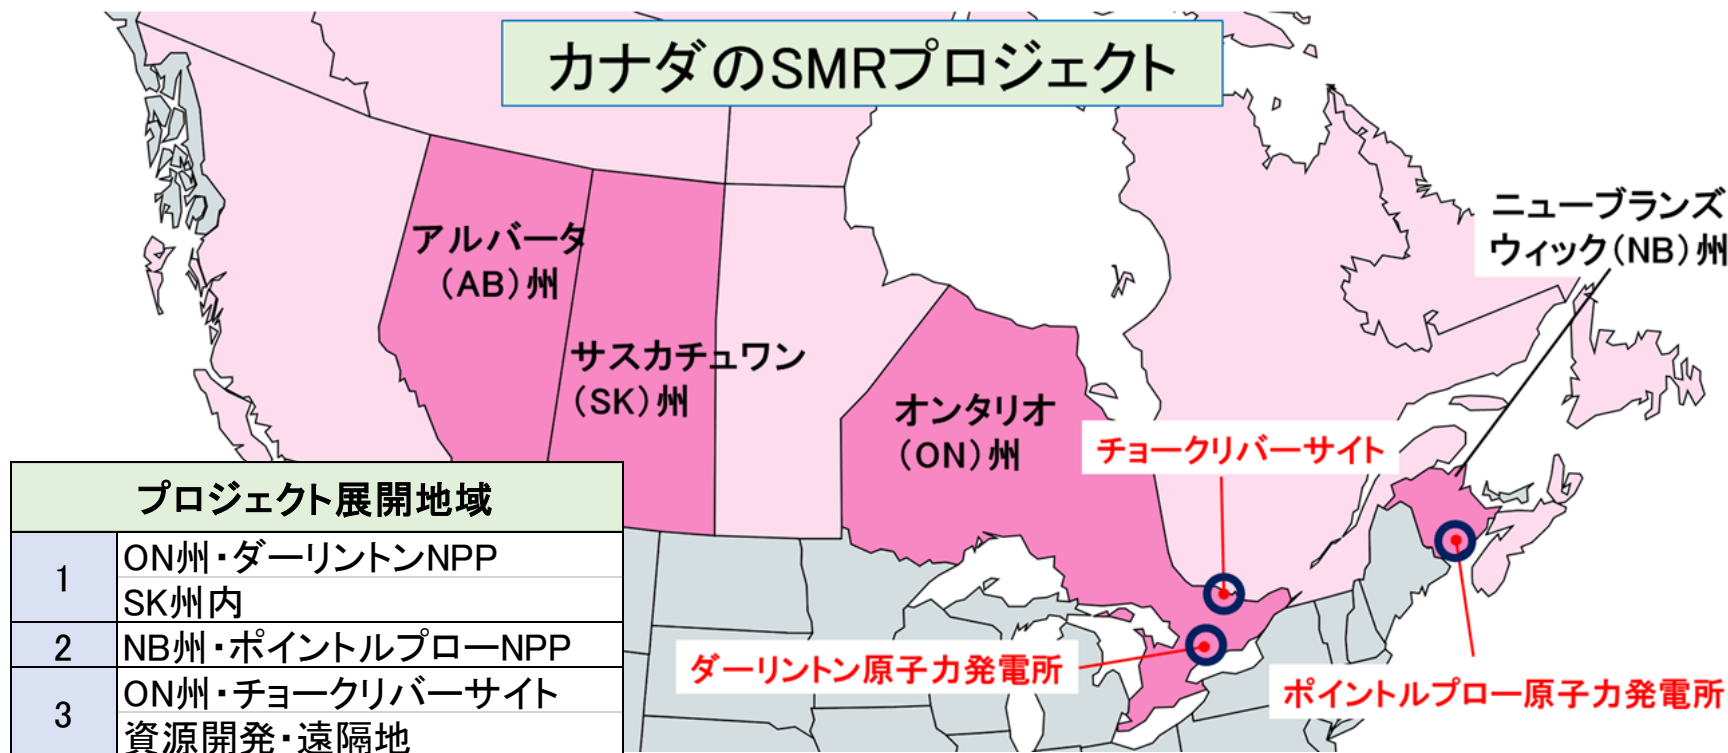 カナダのSMRプロジェクト
アルバータ
（AB）州
サスカチュワン
（SK）州
オンタリオ
（ON）州
ニューブランズ
ウィック（NB）州
チョークリバーサイト
ダーリントン原子力発電所
ポイントルプロー原子力発電所
プロジェクト展開地域
1
ON州・ダーリントンNPP
SK州内
2
NB州・ポイントルプローNPP
3
ON州・チョークリバーサイト
資源開発・遠隔地